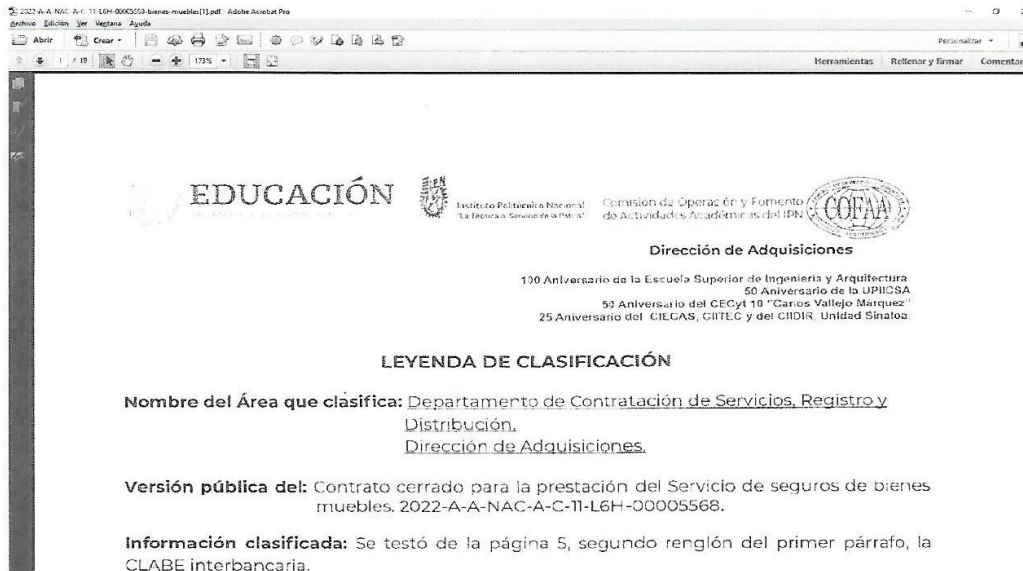 2022-A-A-NAC-A-C-11-L6H-00005568-bienes-muebles[1].pdf - Adobe Acrobat Pro
Archivo Edición Ver Ventana Ayuda
Abrir Crear Personalizar
1 / 19 173% Herramientas Rellenar y firmar Comentar
EDUCACIÓN
IPN
Instituto Politécnico Nacional
"La Técnica al Servicio de la Patria"
Comisión de Operación y Fomento
de Actividades Académicas del IPN
COFAA
Dirección de Adquisiciones
100 Aniversario de la Escuela Superior de Ingeniería y Arquitectura
50 Aniversario de la UPIICSA
50 Aniversario del CECyt 10 "Carlos Vallejo Márquez"
25 Aniversario del CIECAS, CIITEC y del CIIDIR, Unidad Sinaloa.
LEYENDA DE CLASIFICACIÓN
Nombre del Área que clasifica: Departamento de Contratación de Servicios, Registro y
Distribución.
Dirección de Adquisiciones.
Versión pública del: Contrato cerrado para la prestación del Servicio de seguros de bienes
muebles. 2022-A-A-NAC-A-C-11-L6H-00005568.
Información clasificada: Se testó de la página 5, segundo renglón del primer párrafo, la
CLABE interbancaria.